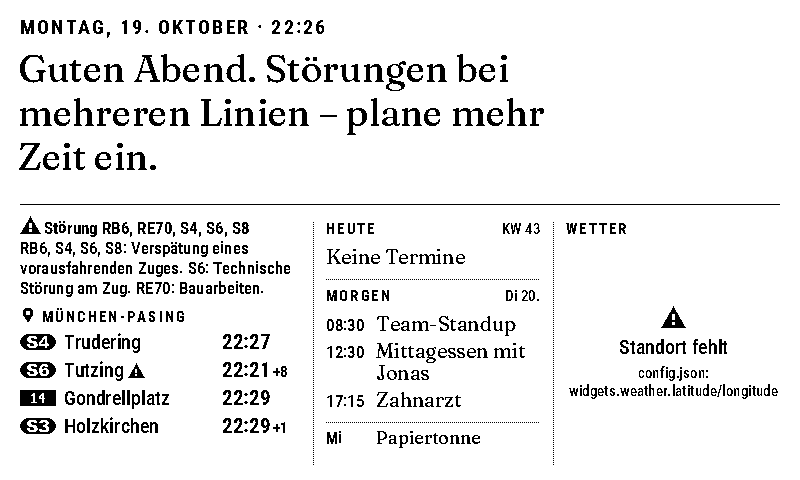 MONTAG, 19. OKTOBER · 22:26
Guten Abend. Störungen bei
mehreren Linien – plane mehr
Zeit ein.
Störung RB6, RE70, S4, S6, S8
RB6, S4, S6, S8: Verspätung eines
vorausfahrenden Zuges. S6: Technische
Störung am Zug. RE70: Bauarbeiten.
MÜNCHEN-PASING
S4 Trudering 22:27
S6 Tutzing 22:21 +8
14 Gondrellplatz 22:29
S3 Holzkirchen 22:29 +1
HEUTE KW 43
Keine Termine
MORGEN Di 20.
08:30 Team-Standup
12:30 Mittagessen mit
Jonas
17:15 Zahnarzt
Mi Papiertonne
WETTER
Standort fehlt
config.json:
widgets.weather.latitude/longitude